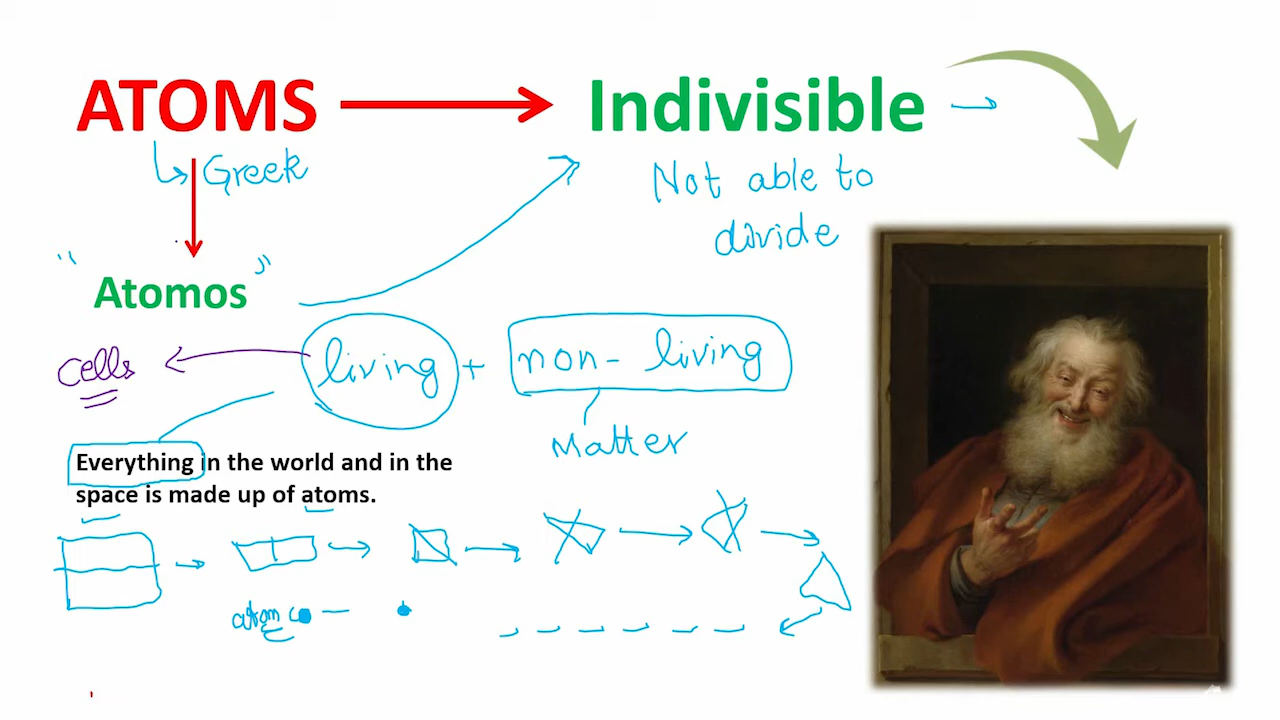 ATOMS Indivisible
Greek
Not able to
divide
" Atomos "
cells living + non-living
Matter
Everything in the world and in the
space is made up of atoms.
atom